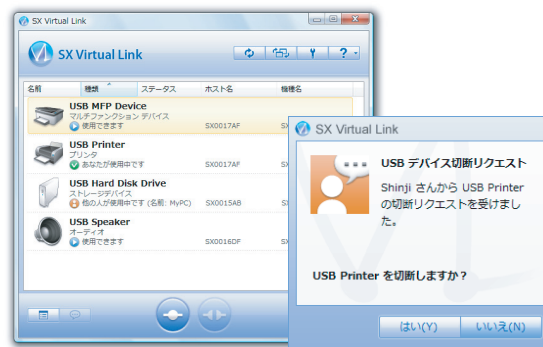 SX Virtual Link
SX Virtual Link
名前 種類 ステータス ホスト名 機種名
USB MFP Device
マルチファンクション デバイス
使用できます SX0017AF
USB Printer
プリンタ
あなたが使用中です SX0017AF
USB Hard Disk Drive
ストレージデバイス
他の人が使用中です (名前: MyPC) SX0015AB
USB Speaker
オーディオ
使用できます SX0016DF
SX Virtual Link
USB デバイス切断リクエスト
Shinji さんから USB Printer
の切断リクエストを受けまし
た。
USB Printer を切断しますか？
はい(Y) いいえ(N)